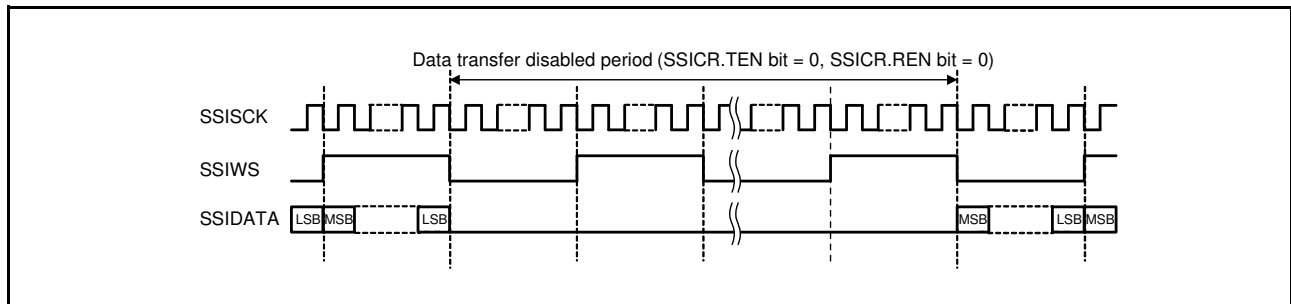 Data transfer disabled period (SSICR.TEN bit = 0, SSICR.REN bit = 0)
SSISCK
SSIWS
SSIDATA LSB MSB LSB MSB LSB MSB